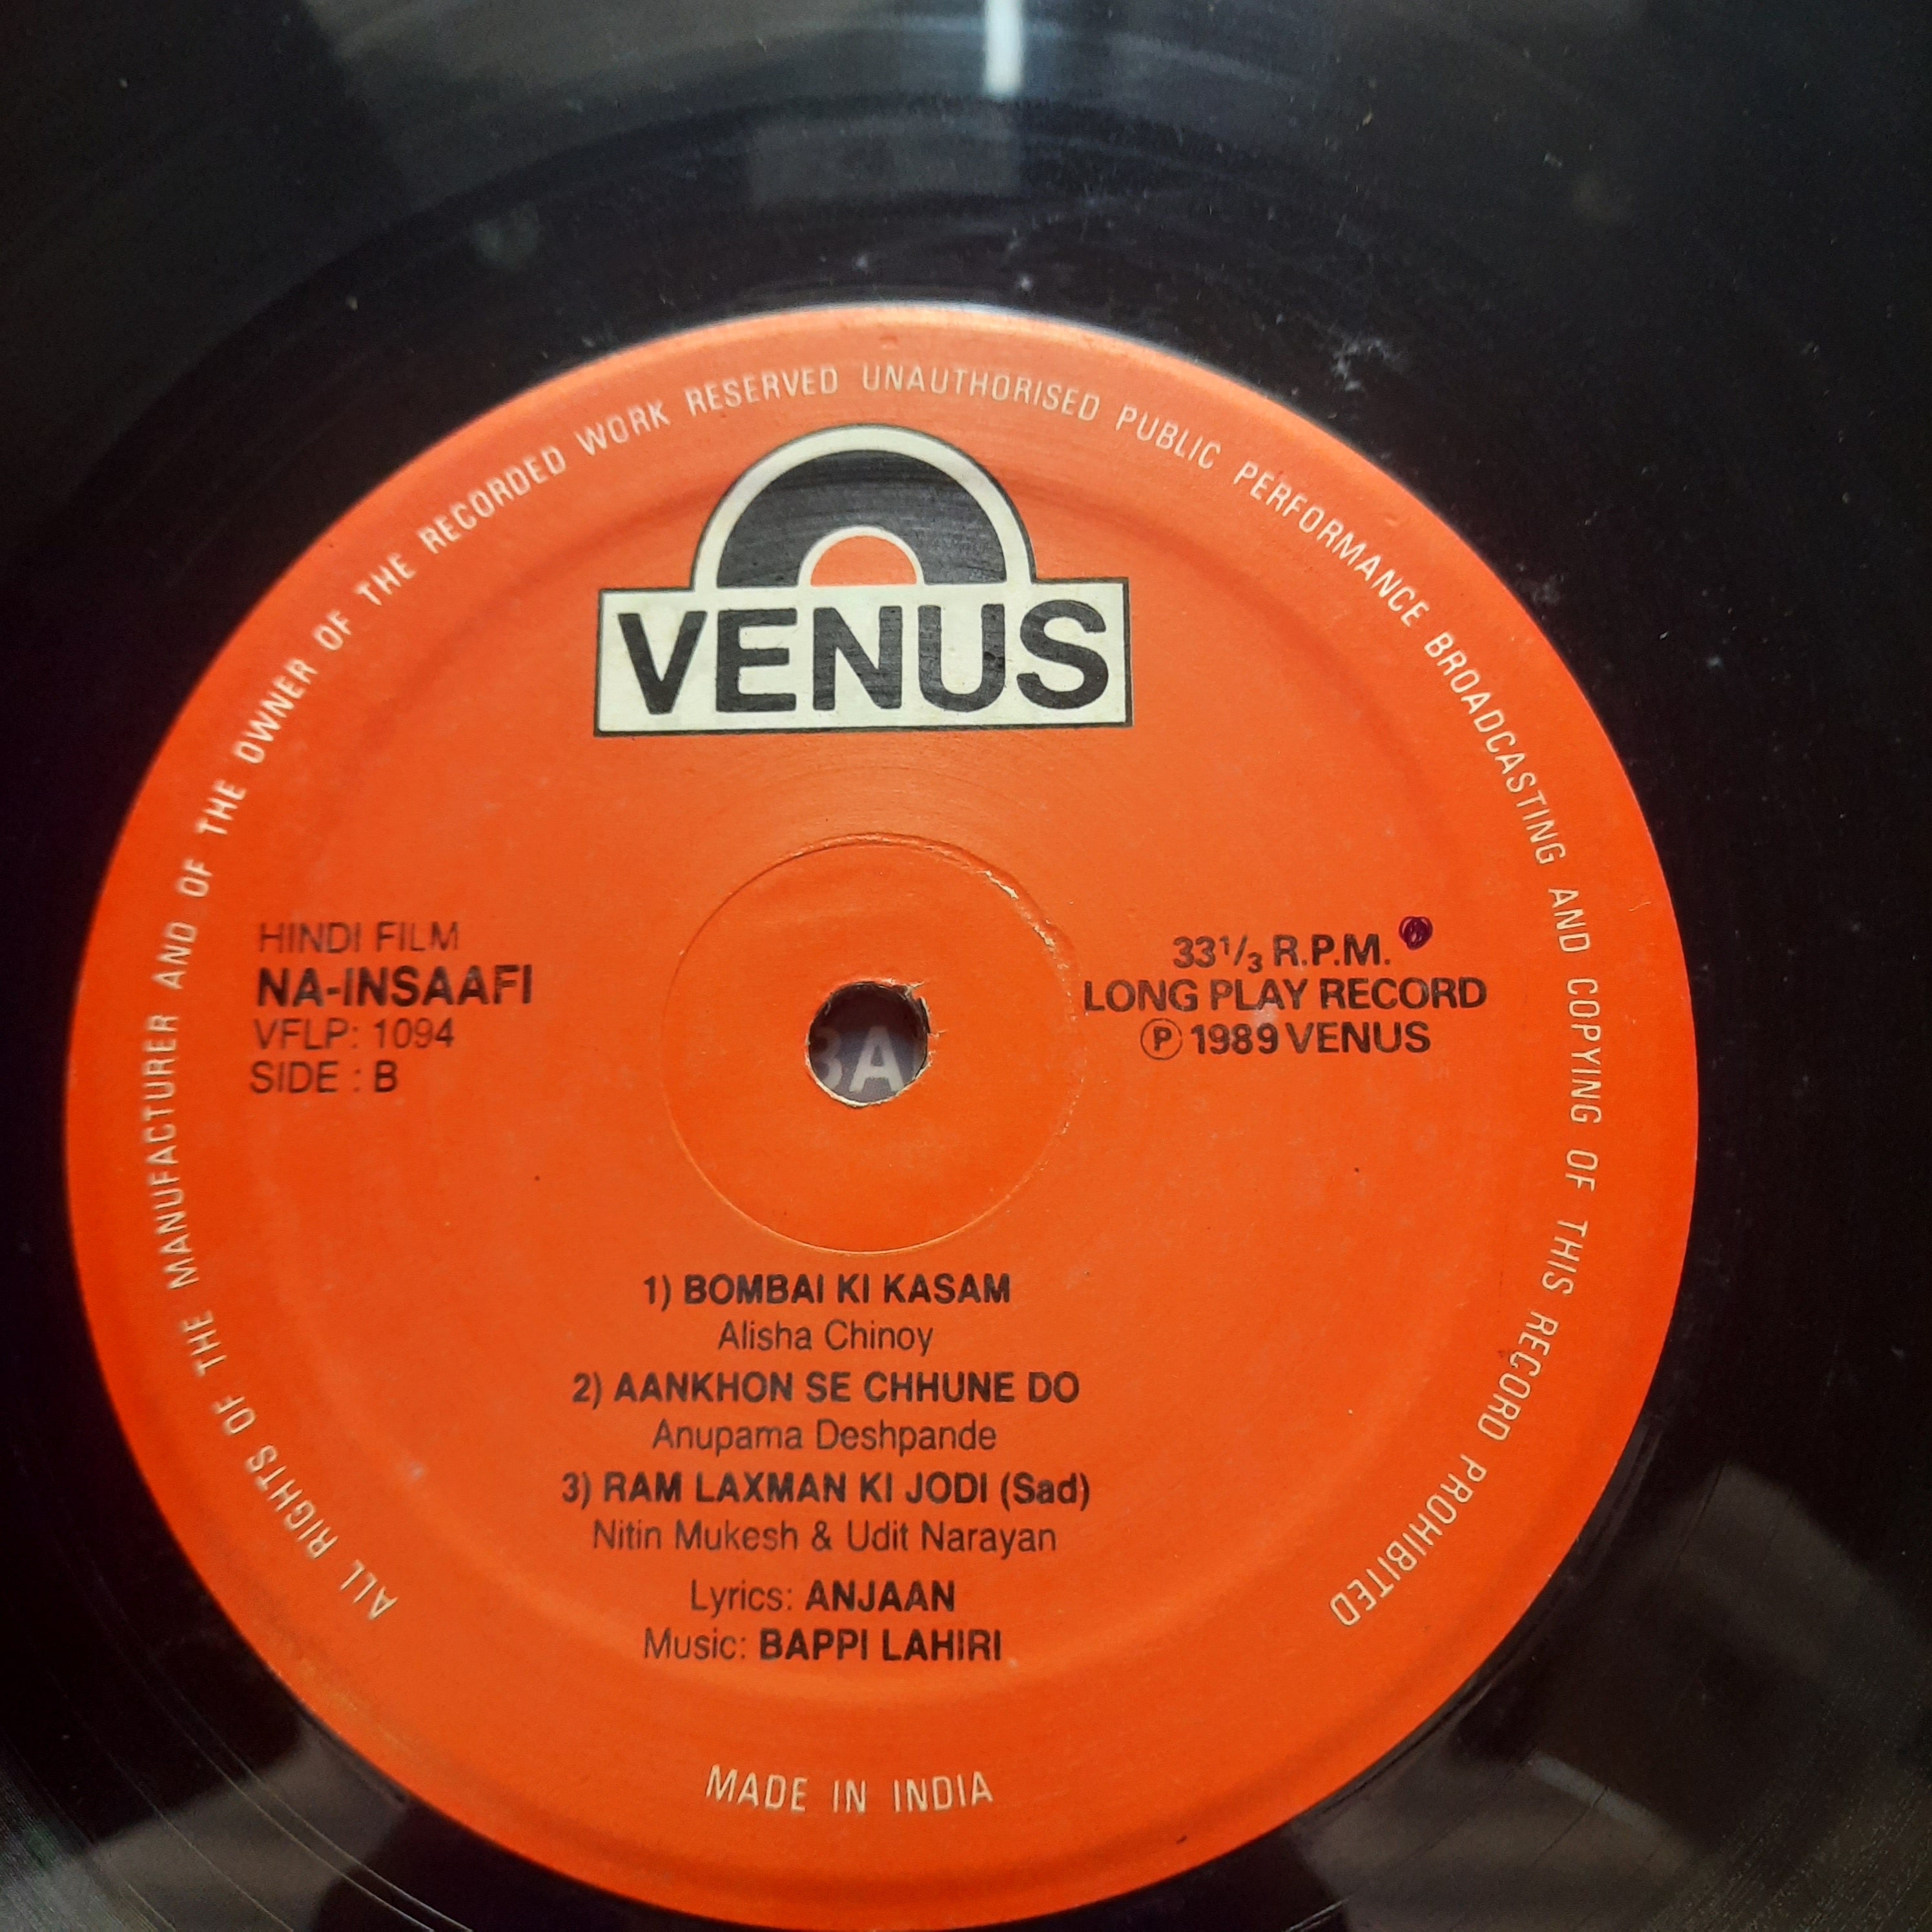 ALL RIGHTS OF THE MANUFACTURER AND OF THE OWNER OF THE RECORDED WORK RESERVED UNAUTHORISED PUBLIC PERFORMANCE BROADCASTING AND COPYING OF THIS RECORD PROHIBITED
VENUS
HINDI FILM
NA-INSAAFI
VFLP: 1094
SIDE : B
33 1/3 R.P.M.
LONG PLAY RECORD
Ⓟ 1989 VENUS
1) BOMBAI KI KASAM
Alisha Chinoy
2) AANKHON SE CHHUNE DO
Anupama Deshpande
3) RAM LAXMAN KI JODI (Sad)
Nitin Mukesh & Udit Narayan
Lyrics: ANJAAN
Music: BAPPI LAHIRI
MADE IN INDIA